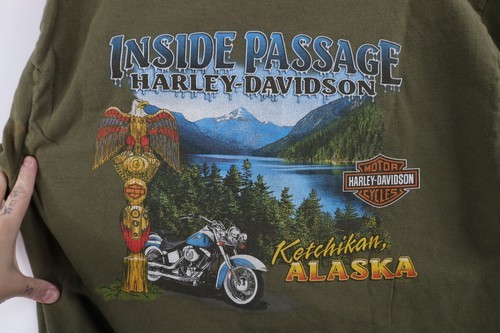 INSIDE PASSAGE
HARLEY-DAVIDSON
MOTOR
HARLEY-DAVIDSON
CYCLES
Ketchikan,
ALASKA